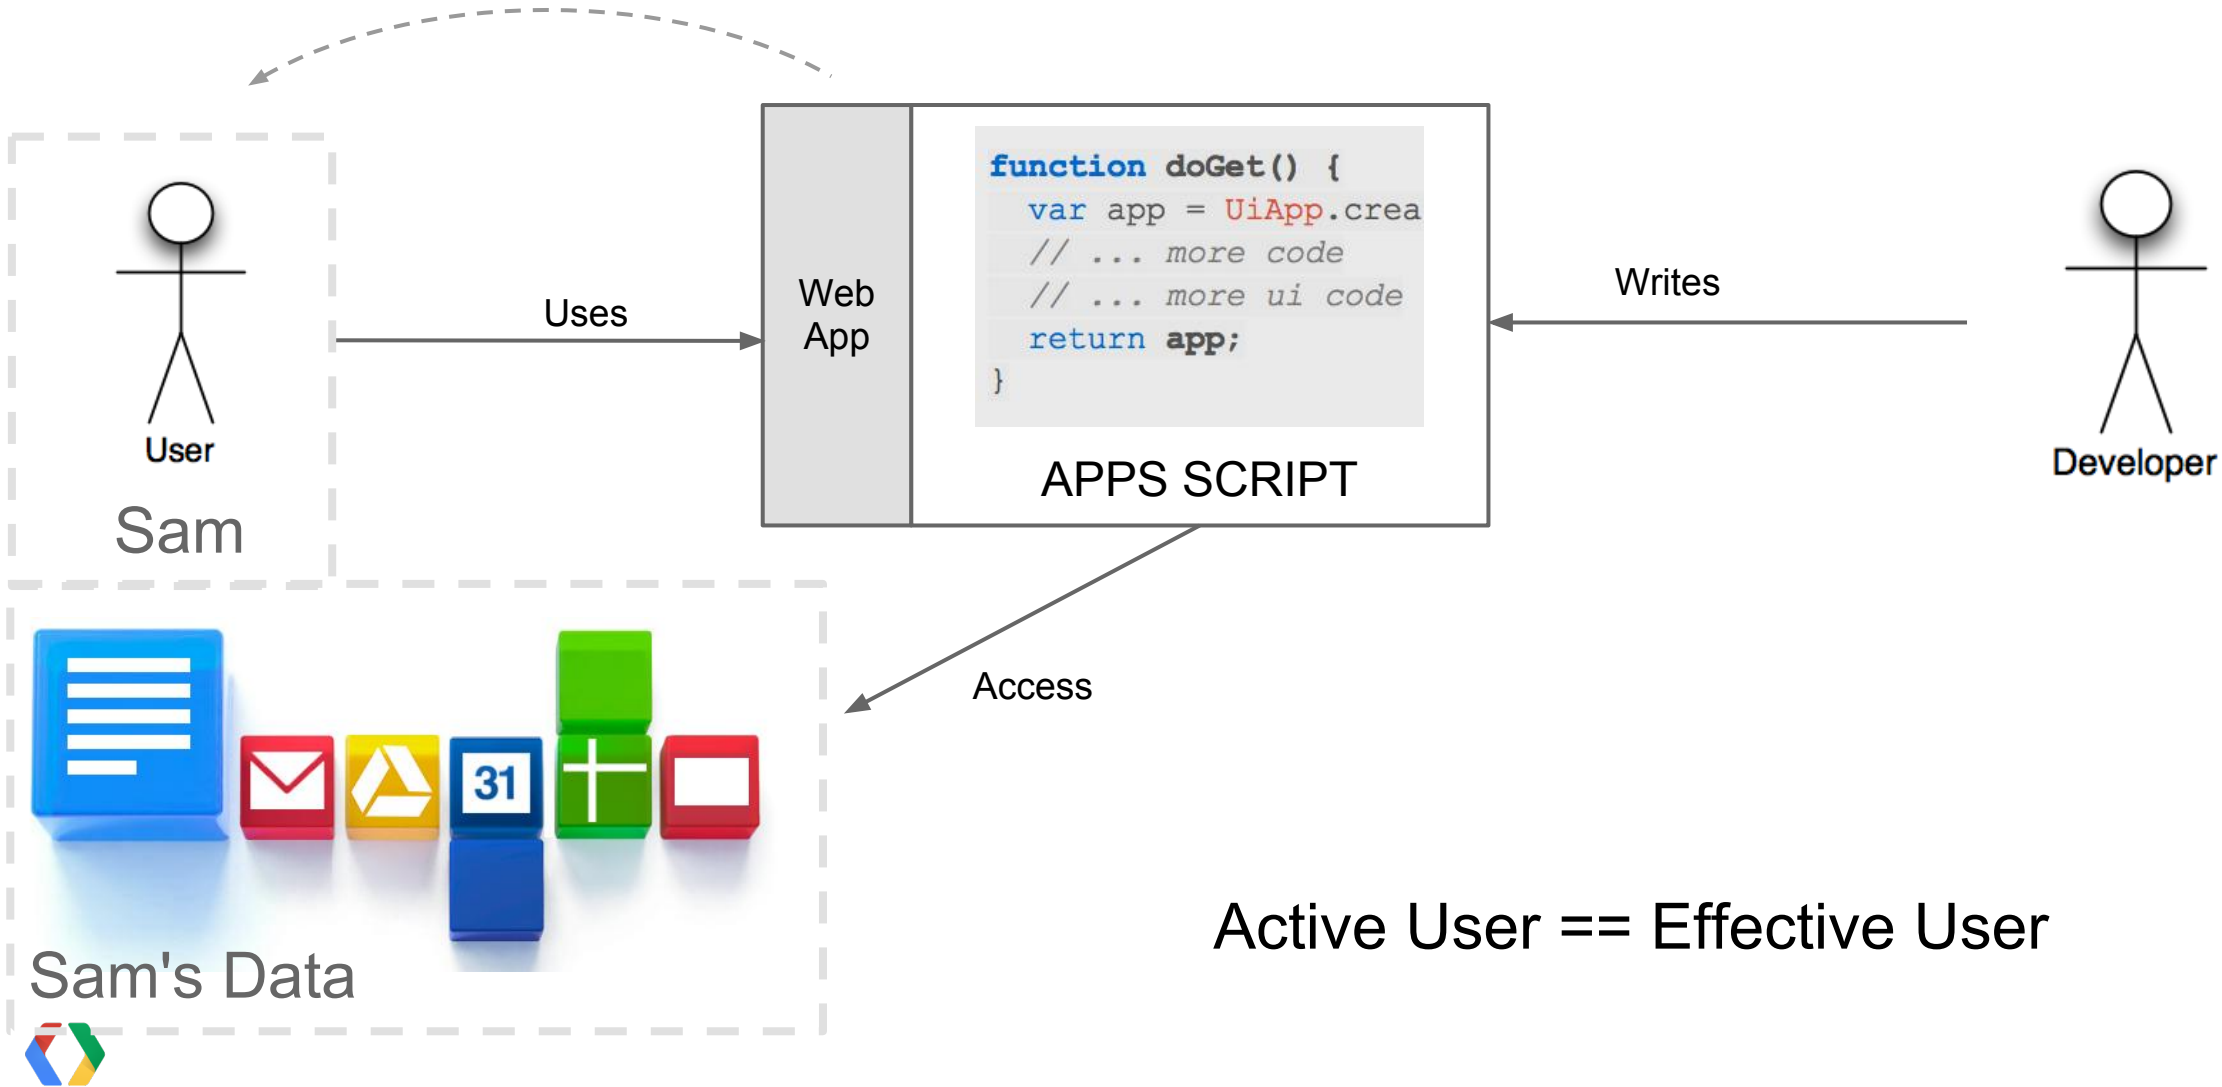 function doGet() {
var app = UiApp.crea
// ... more code
// ... more ui code
return app;
}
Web
App
APPS SCRIPT
Uses
Writes
User
Sam
Developer
Access
31
Sam's Data
Active User == Effective User